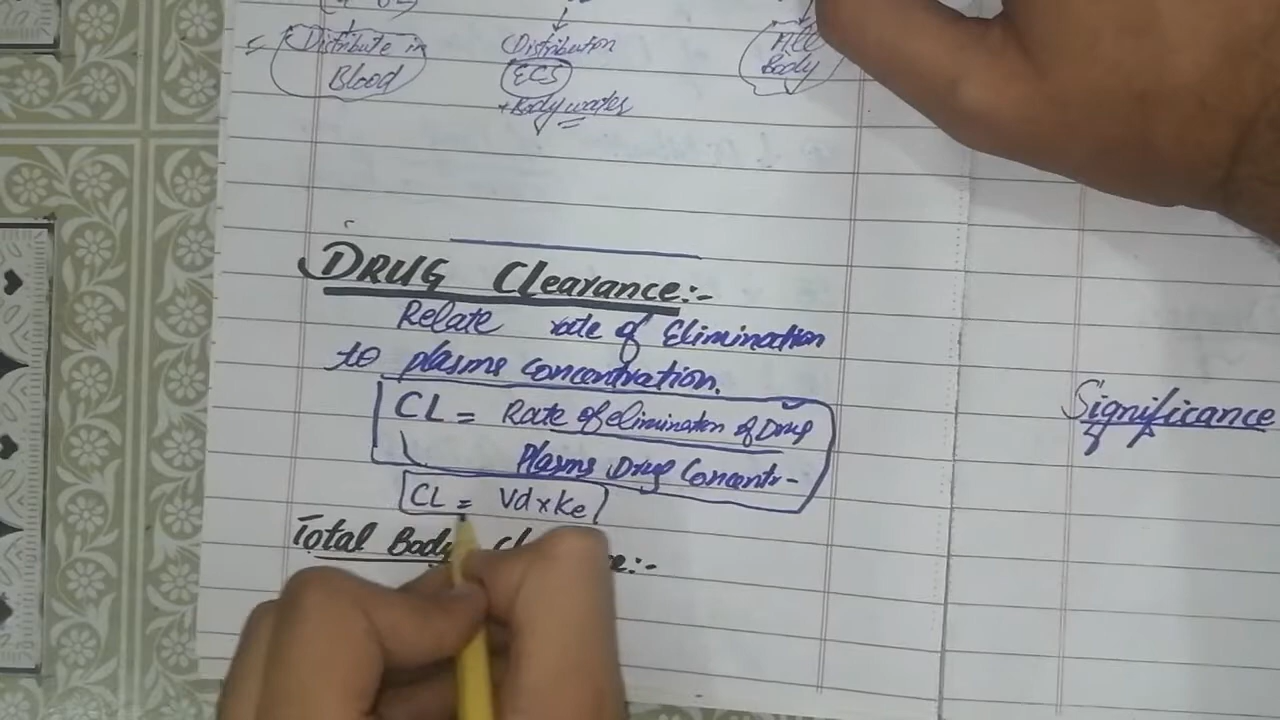 Distribute in
Blood
Distribution
ECS
+ Body water
All
Body
DRUG Clearance:-
Relate rate of Elimination
to plasma concentration.
CL = Rate of elimination of Drug
Plasma Drug Concentr-
CL = Vd x Ke
Total Body
Significance